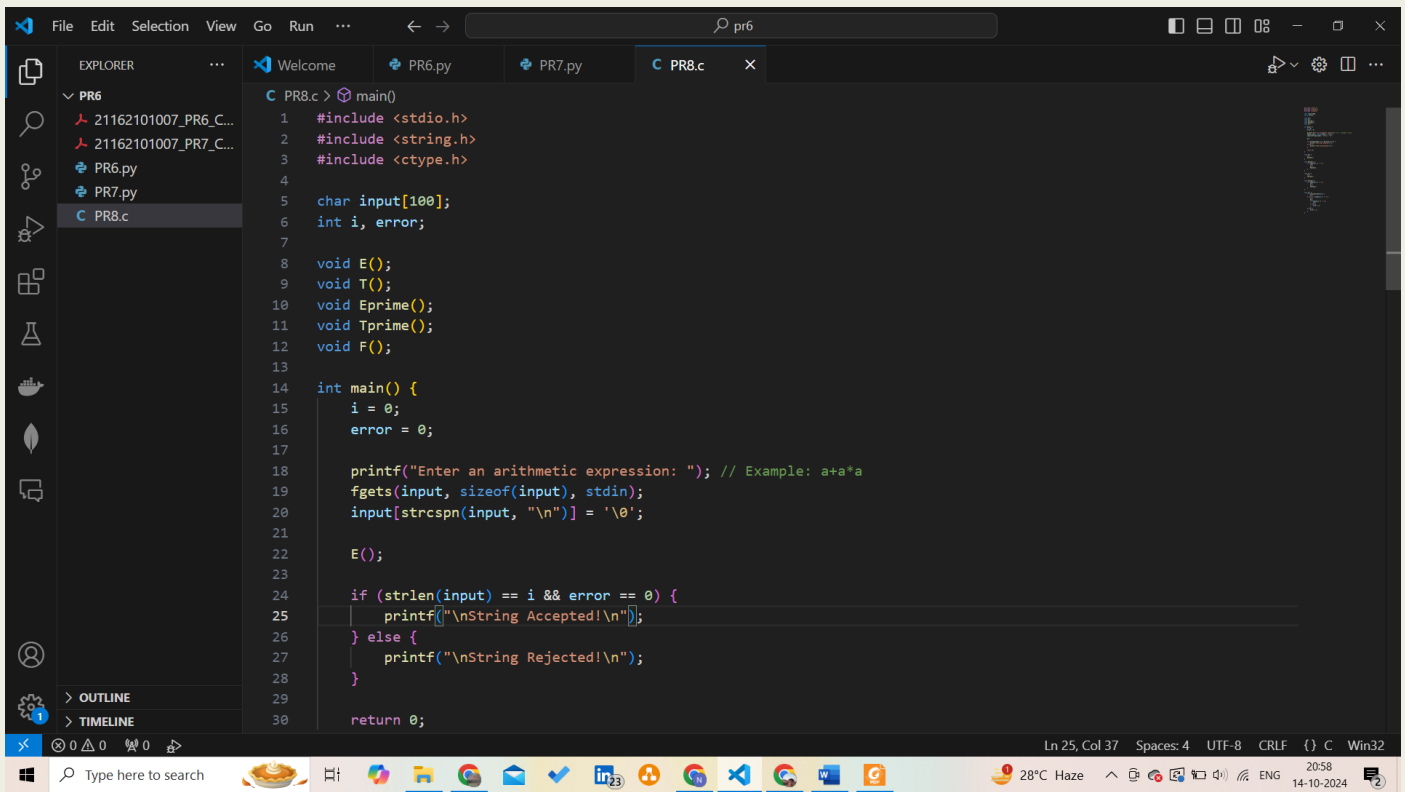 File Edit Selection View Go Run ··· pr6
EXPLORER ···
PR6
21162101007_PR6_C...
21162101007_PR7_C...
PR6.py
PR7.py
C PR8.c
OUTLINE
TIMELINE
Welcome PR6.py PR7.py C PR8.c
C PR8.c > main()
1 #include <stdio.h>
2 #include <string.h>
3 #include <ctype.h>
4
5 char input[100];
6 int i, error;
7
8 void E();
9 void T();
10 void Eprime();
11 void Tprime();
12 void F();
13
14 int main() {
15     i = 0;
16     error = 0;
17
18     printf("Enter an arithmetic expression: "); // Example: a+a*a
19     fgets(input, sizeof(input), stdin);
20     input[strcspn(input, "\n")] = '\0';
21
22     E();
23
24     if (strlen(input) == i && error == 0) {
25         printf("\nString Accepted!\n");
26     } else {
27         printf("\nString Rejected!\n");
28     }
29
30     return 0;
1
0 0 0 Ln 25, Col 37 Spaces: 4 UTF-8 CRLF {} C Win32
Type here to search 23 N 28°C Haze ENG 20:58
14-10-2024 2